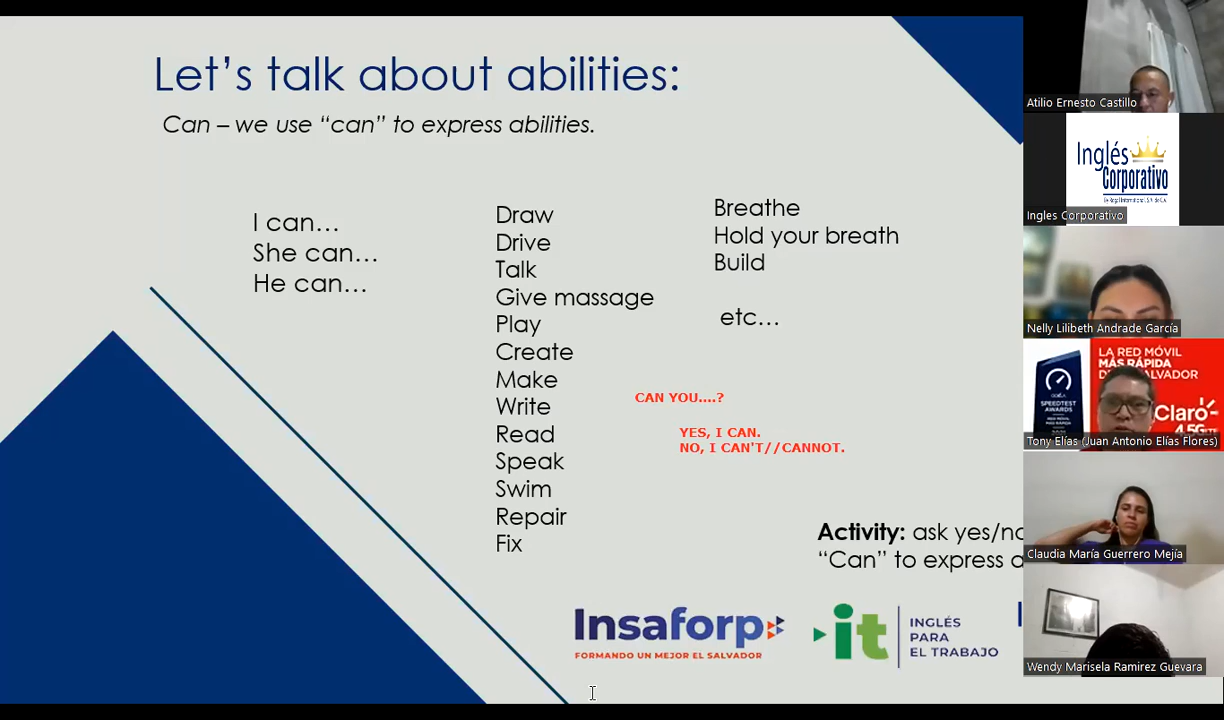 Let's talk about abilities:
Can – we use “can” to express abilities.
I can...
She can...
He can...
Draw
Drive
Talk
Give massage
Play
Create
Make
Write
Read
Speak
Swim
Repair
Fix
Breathe
Hold your breath
Build
etc...
CAN YOU....?
YES, I CAN.
NO, I CAN'T//CANNOT.
Activity: ask yes/no
“Can” to express a
Insaforp
FORMANDO UN MEJOR EL SALVADOR
it
INGLÉS
PARA
EL TRABAJO
Atilio Ernesto Castillo
Inglés
Corporativo
Ingles Corporativo
Nelly Lilibeth Andrade García
LA RED MÓVIL
MÁS RÁPIDA
SALVADOR
SPEEDTEST
AWARDS
Claro
4.5G
Tony Elías (Juan Antonio Elías Flores)
Claudia María Guerrero Mejía
Wendy Marisela Ramirez Guevara